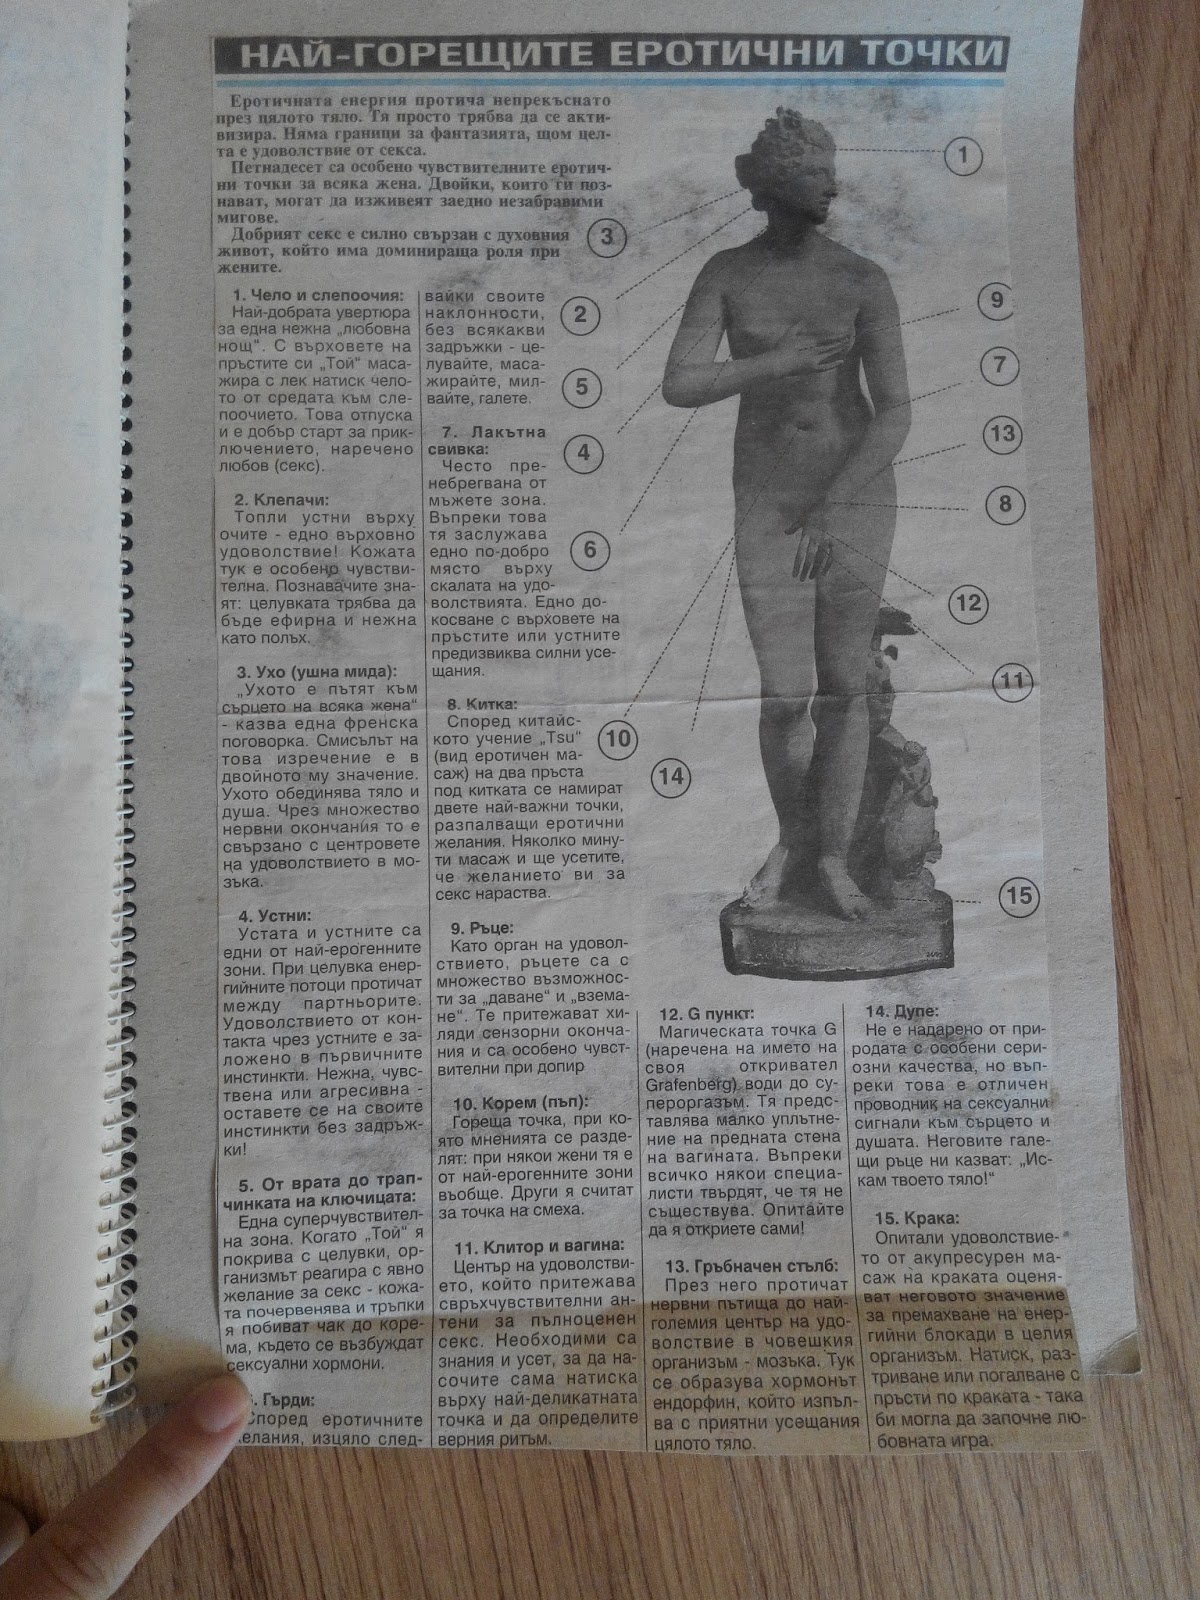 НАЙ-ГОРЕЩИТЕ ЕРОТИЧНИ ТОЧКИ
Еротичната енергия протича непрекъснато
през цялото тяло. Тя просто трябва да се акти-
визира. Няма граници за фантазията, щом цел-
та е удоволствие от секса.
Петнадесет са особено чувствителните еротич-
ни точки за всяка жена. Двойки, които ги поз-
нават, могат да изживеят заедно незабравими
мигове.
Добрият секс е силно свързан с духовния
живот, който има доминираща роля при
жените.
1. Чело и слепоочия:
Най-добрата увертюра
за една нежна „любовна
нощ“. С върховете на
пръстите си „Той“ маса-
жира с лек натиск чело-
то от средата към сле-
поочието. Това отпуска
и е добър старт за прик-
лючението, наречено
любов (секс).
2. Клепачи:
Топли устни върху
очите - едно върховно
удоволствие! Кожата
тук е особено чувстви-
телна. Познавачите зна-
ят: целувката трябва да
бъде ефирна и нежна
като полъх.
3. Ухо (ушна мида):
„Ухото е пътят към
сърцето на всяка жена“
- казва една френска
поговорка. Смисълът на
това изречение е в
двойното му значение.
Ухото обединява тяло и
душа. Чрез множество
нервни окончания то е
свързано с центровете
на удоволствието в мо-
зъка.
4. Устни:
Устата и устните са
едни от най-ерогенните
зони. При целувка енер-
гийните потоци протичат
между партньорите.
Удоволствието от кон-
такта чрез устните е за-
ложено в първичните
инстинкти. Нежна, чувс-
твена или агресивна -
оставете се на своите
инстинкти без задръж-
ки!
5. От врата до трап-
чинката на ключицата:
Една суперчувствител-
на зона. Когато „Той“ я
покрива с целувки, ор-
ганизмът реагира с явно
желание за секс - кожа-
та почервенява и тръпки
я побиват чак до коре-
ма, където се възбуждат
сексуални хормони.
Гърди:
Според еротичните
желания, изцяло след-
вайки своите
наклонности,
без всякакви
задръжки - це-
лувайте, маса-
жирайте, мил-
вайте, галете.
7. Лакътна
свивка:
Често пре-
небрегвана от
мъжете зона.
Въпреки това
тя заслужава
едно по-добро
място върху
скалата на удо-
волствията. Едно до-
косване с върховете на
пръстите или устните
предизвиква силни усе-
щания.
8. Китка:
Според китайс-
кото учение „Tsu“
(вид еротичен ма-
саж) на два пръста
под китката се намират
двете най-важни точки,
разпалващи еротични
желания. Няколко мину-
ти масаж и ще усетите,
че желанието ви за
секс нараства.
9. Ръце:
Като орган на удовол-
ствието, ръцете са с
множество възможнос-
ти за „даване“ и „взема-
не“. Те притежават хи-
ляди сензорни оконча-
ния и са особено чувст-
вителни при допир
10. Корем (пъп):
Гореща точка, при ко-
ято мненията се разде-
лят: при някои жени тя е
от най-ерогенните зони
въобще. Други я считат
за точка на смеха.
11. Клитор и вагина:
Център на удоволстви-
ето, който притежава
свръхчувствителни ан-
тени за пълноценен
секс. Необходими са
знания и усет, за да на-
сочите сама натиска
върху най-деликатната
точка и да определите
верния ритъм.
12. G пункт:
Магическата точка G
(наречена на името на
своя откривател
Grafenberg) води до су-
пероргазъм. Тя предс-
тавлява малко уплътне-
ние на предната стена
на вагината. Въпреки
всичко някои специа-
листи твърдят, че тя не
съществува. Опитайте
да я откриете сами!
13. Гръбначен стълб:
През него протичат
нервни пътища до най-
големия център на удо-
волствие в човешкия
организъм - мозъка. Тук
се образува хормонът
ендорфин, който изпъл-
ва с приятни усещания
цялото тяло.
14. Дупе:
Не е надарено от при-
родата с особени сери-
озни качества, но въп-
реки това е отличен
проводник на сексуални
сигнали към сърцето и
душата. Неговите гале-
щи ръце ни казват: „Ис-
кам твоето тяло!“
15. Крака:
Опитали удоволствие-
то от акупресурен ма-
саж на краката оценя-
ват неговото значение
за премахване на енер-
гийни блокади в целия
организъм. Натиск, раз-
триване или погалване с
пръсти по краката - така
би могла да започне лю-
бовната игра.
1
3
2
9
5
7
4
13
6
8
12
11
10
14
15